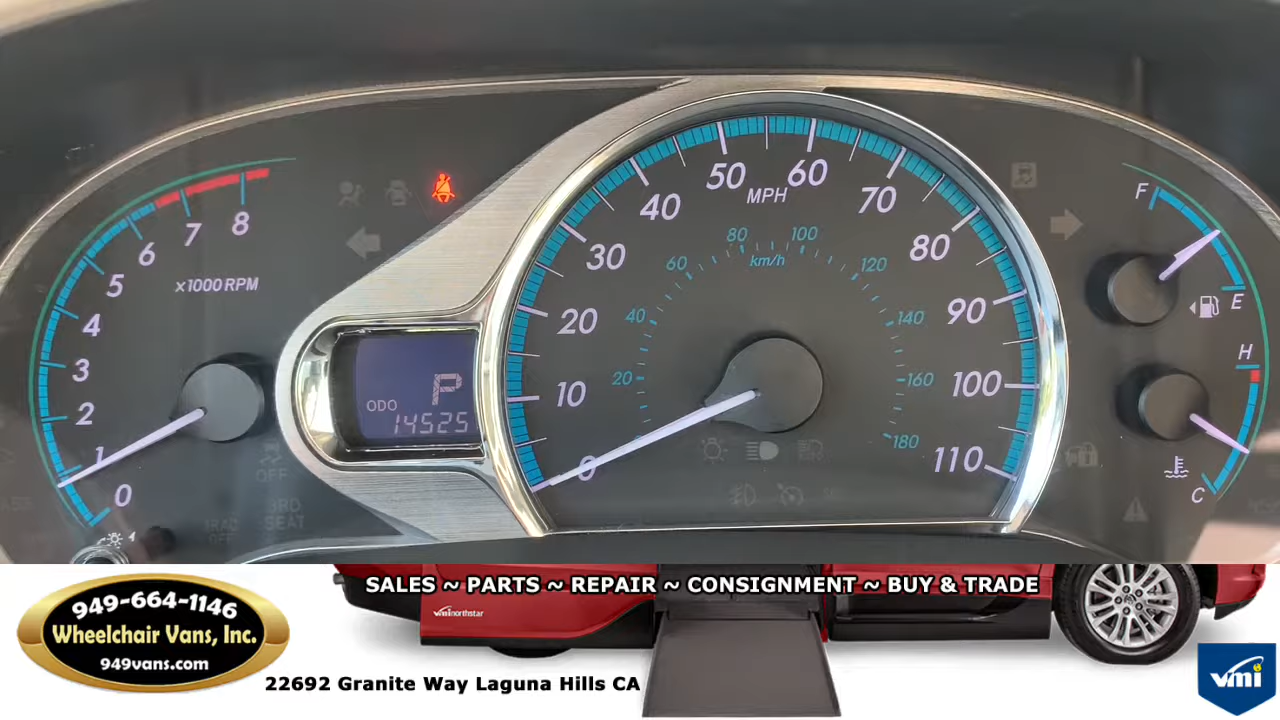 8
7
6
5
4
3
2
1
0
x1000 RPM
P
ODO
14525
0
10
20
30
40
50
60
70
80
90
100
110
MPH
20
40
60
80
100
120
140
160
180
km/h
F
E
H
C
OFF
3RD
SEAT
SALES ~ PARTS ~ REPAIR ~ CONSIGNMENT ~ BUY & TRADE
949-664-1146
Wheelchair Vans, Inc.
949vans.com
22692 Granite Way Laguna Hills CA
vmi northstar
vmi